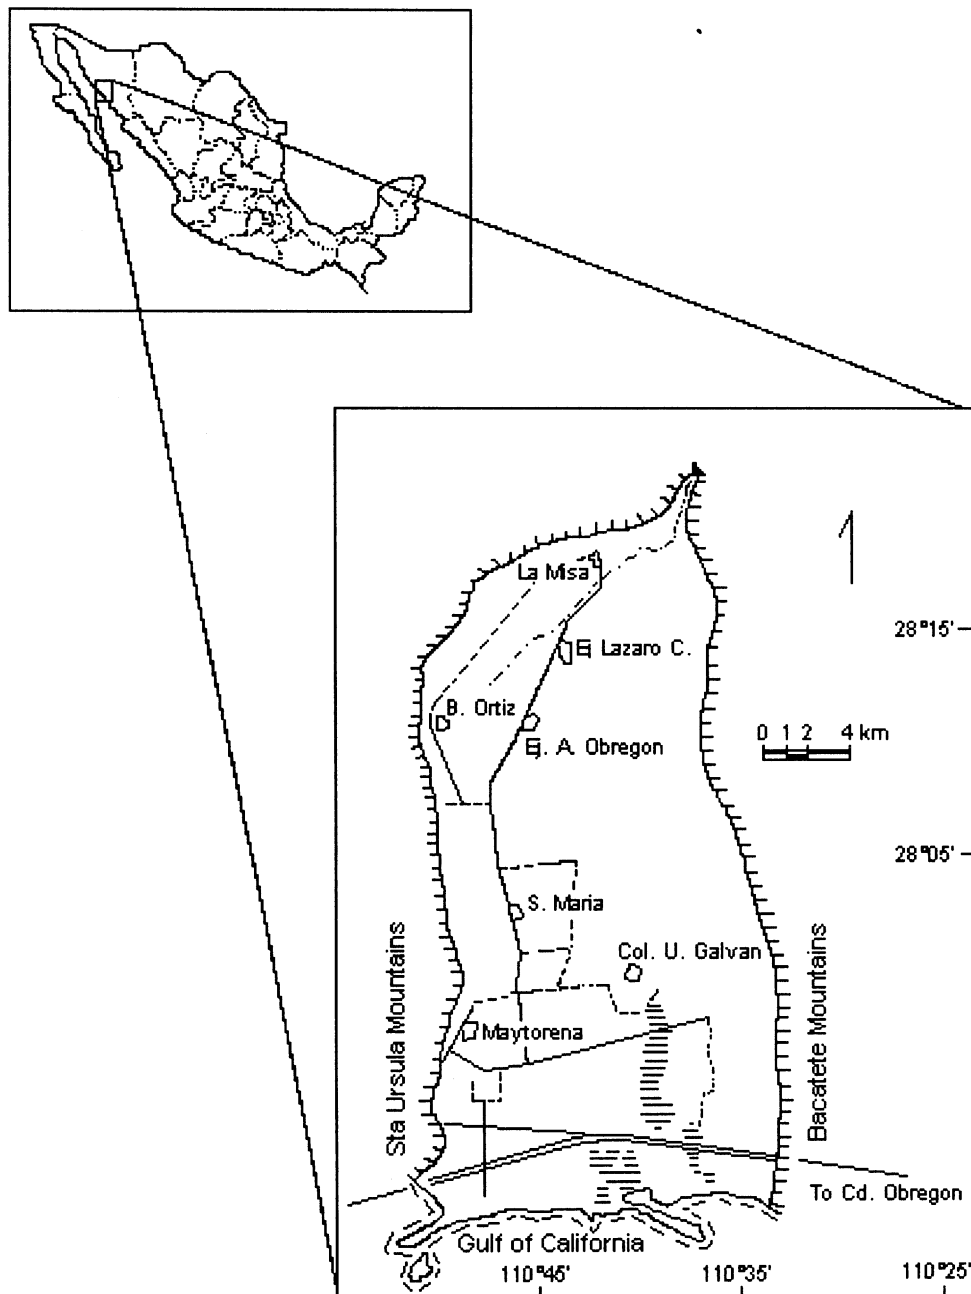 La Misa
28°15'
Ej Lazaro C.
B. Ortiz
0 1 2 4 km
Ej. A. Obregon
28°05'
S. Maria
Col. U. Galvan
Sta Ursula Mountains
Bacatete Mountains
Maytorena
To Cd. Obregon
Gulf of California
110°45' 110°35' 110°25'